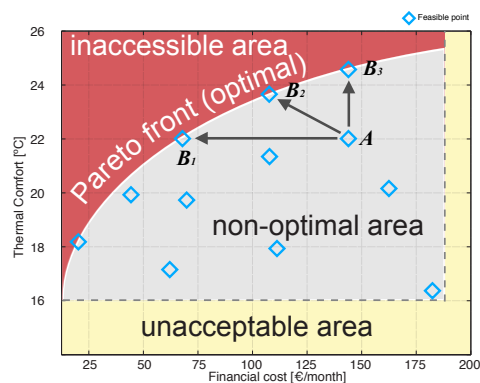 Feasible point
inaccessible area
Pareto front (optimal)
B1
B2
B3
A
non-optimal area
unacceptable area
Thermal Comfort [°C]
26
24
22
20
18
16
25
50
75
100
125
150
175
200
Financial cost [€/month]